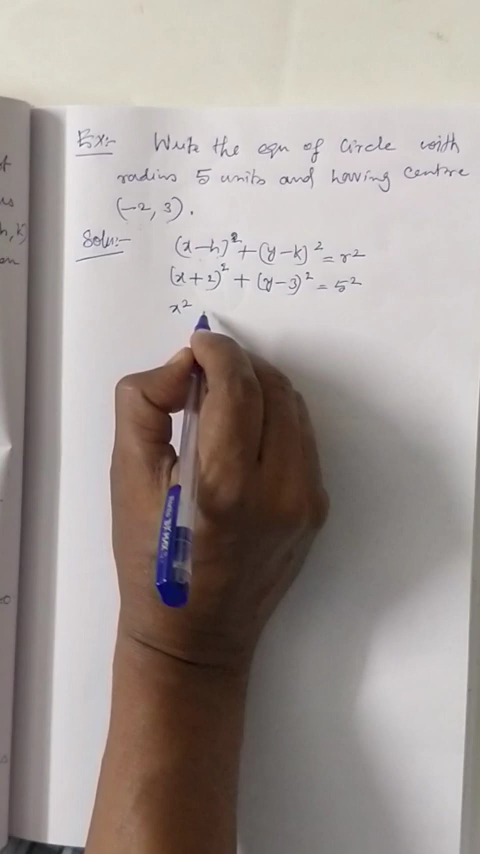 Ex:- Write the eqn of circle with
radius 5 units and having centre
(-2, 3).
Soln:- (x-h)² + (y-k)² = r²
(x+2)² + (y-3)² = 5²
x²
h, k)